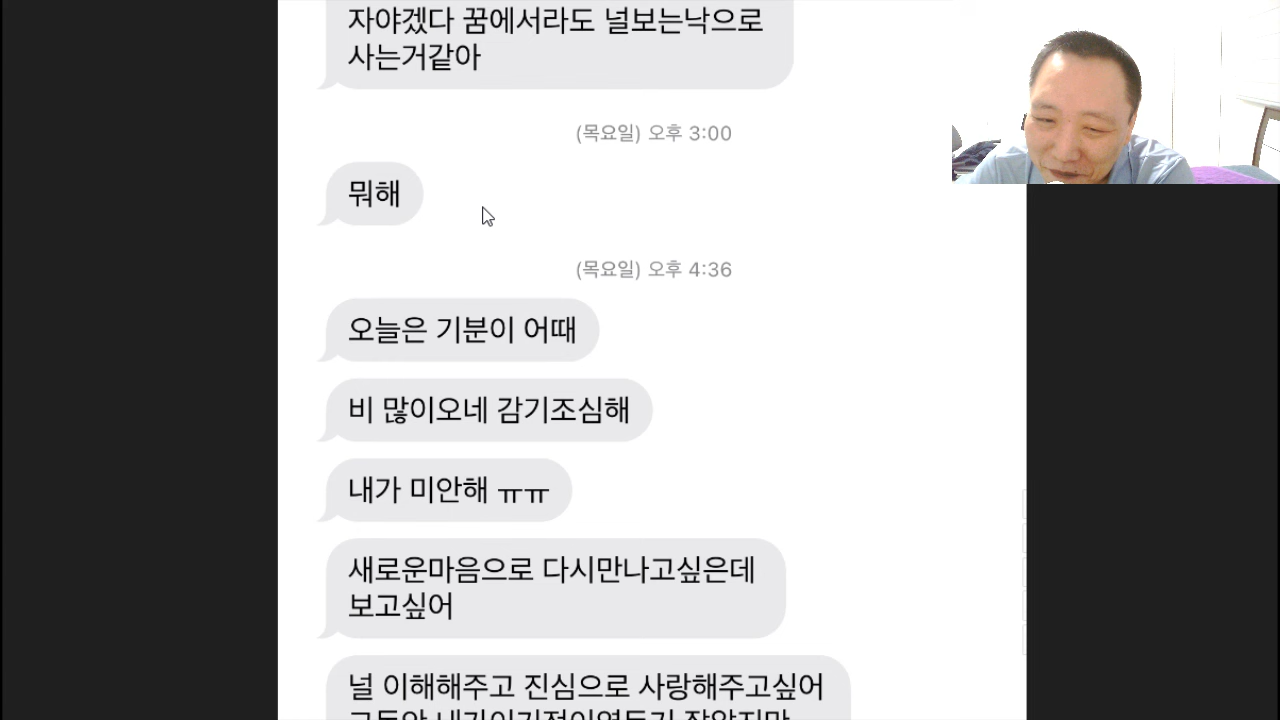 자야겠다 꿈에서라도 널보는낙으로
사는거같아
(목요일) 오후 3:00
뭐해
(목요일) 오후 4:36
오늘은 기분이 어때
비 많이오네 감기조심해
내가 미안해 ㅠㅠ
새로운마음으로 다시만나고싶은데
보고싶어
널 이해해주고 진심으로 사랑해주고싶어